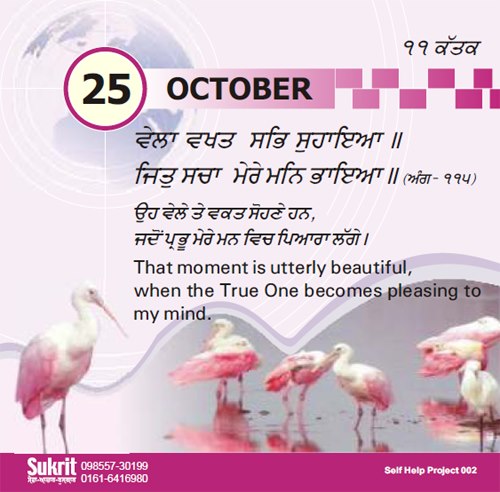 ੧੧ ਕੱਤਕ
25 OCTOBER
ਵੇਲਾ ਵਖਤ ਸਭਿ ਸੁਹਾਇਆ ॥
ਜਿਤੁ ਸਚਾ ਮੇਰੇ ਮਨਿ ਭਾਇਆ ॥ (ਅੰਗ- ੧੧੫)
ਉਹ ਵੇਲੇ ਤੇ ਵਕਤ ਸੋਹਣੇ ਹਨ,
ਜਦੋਂ ਪ੍ਰਭੂ ਮੇਰੇ ਮਨ ਵਿਚ ਪਿਆਰਾ ਲੱਗੇ।
That moment is utterly beautiful,
when the True One becomes pleasing to
my mind.
Sukrit 098557-30199
0161-6416980
Self Help Project 002